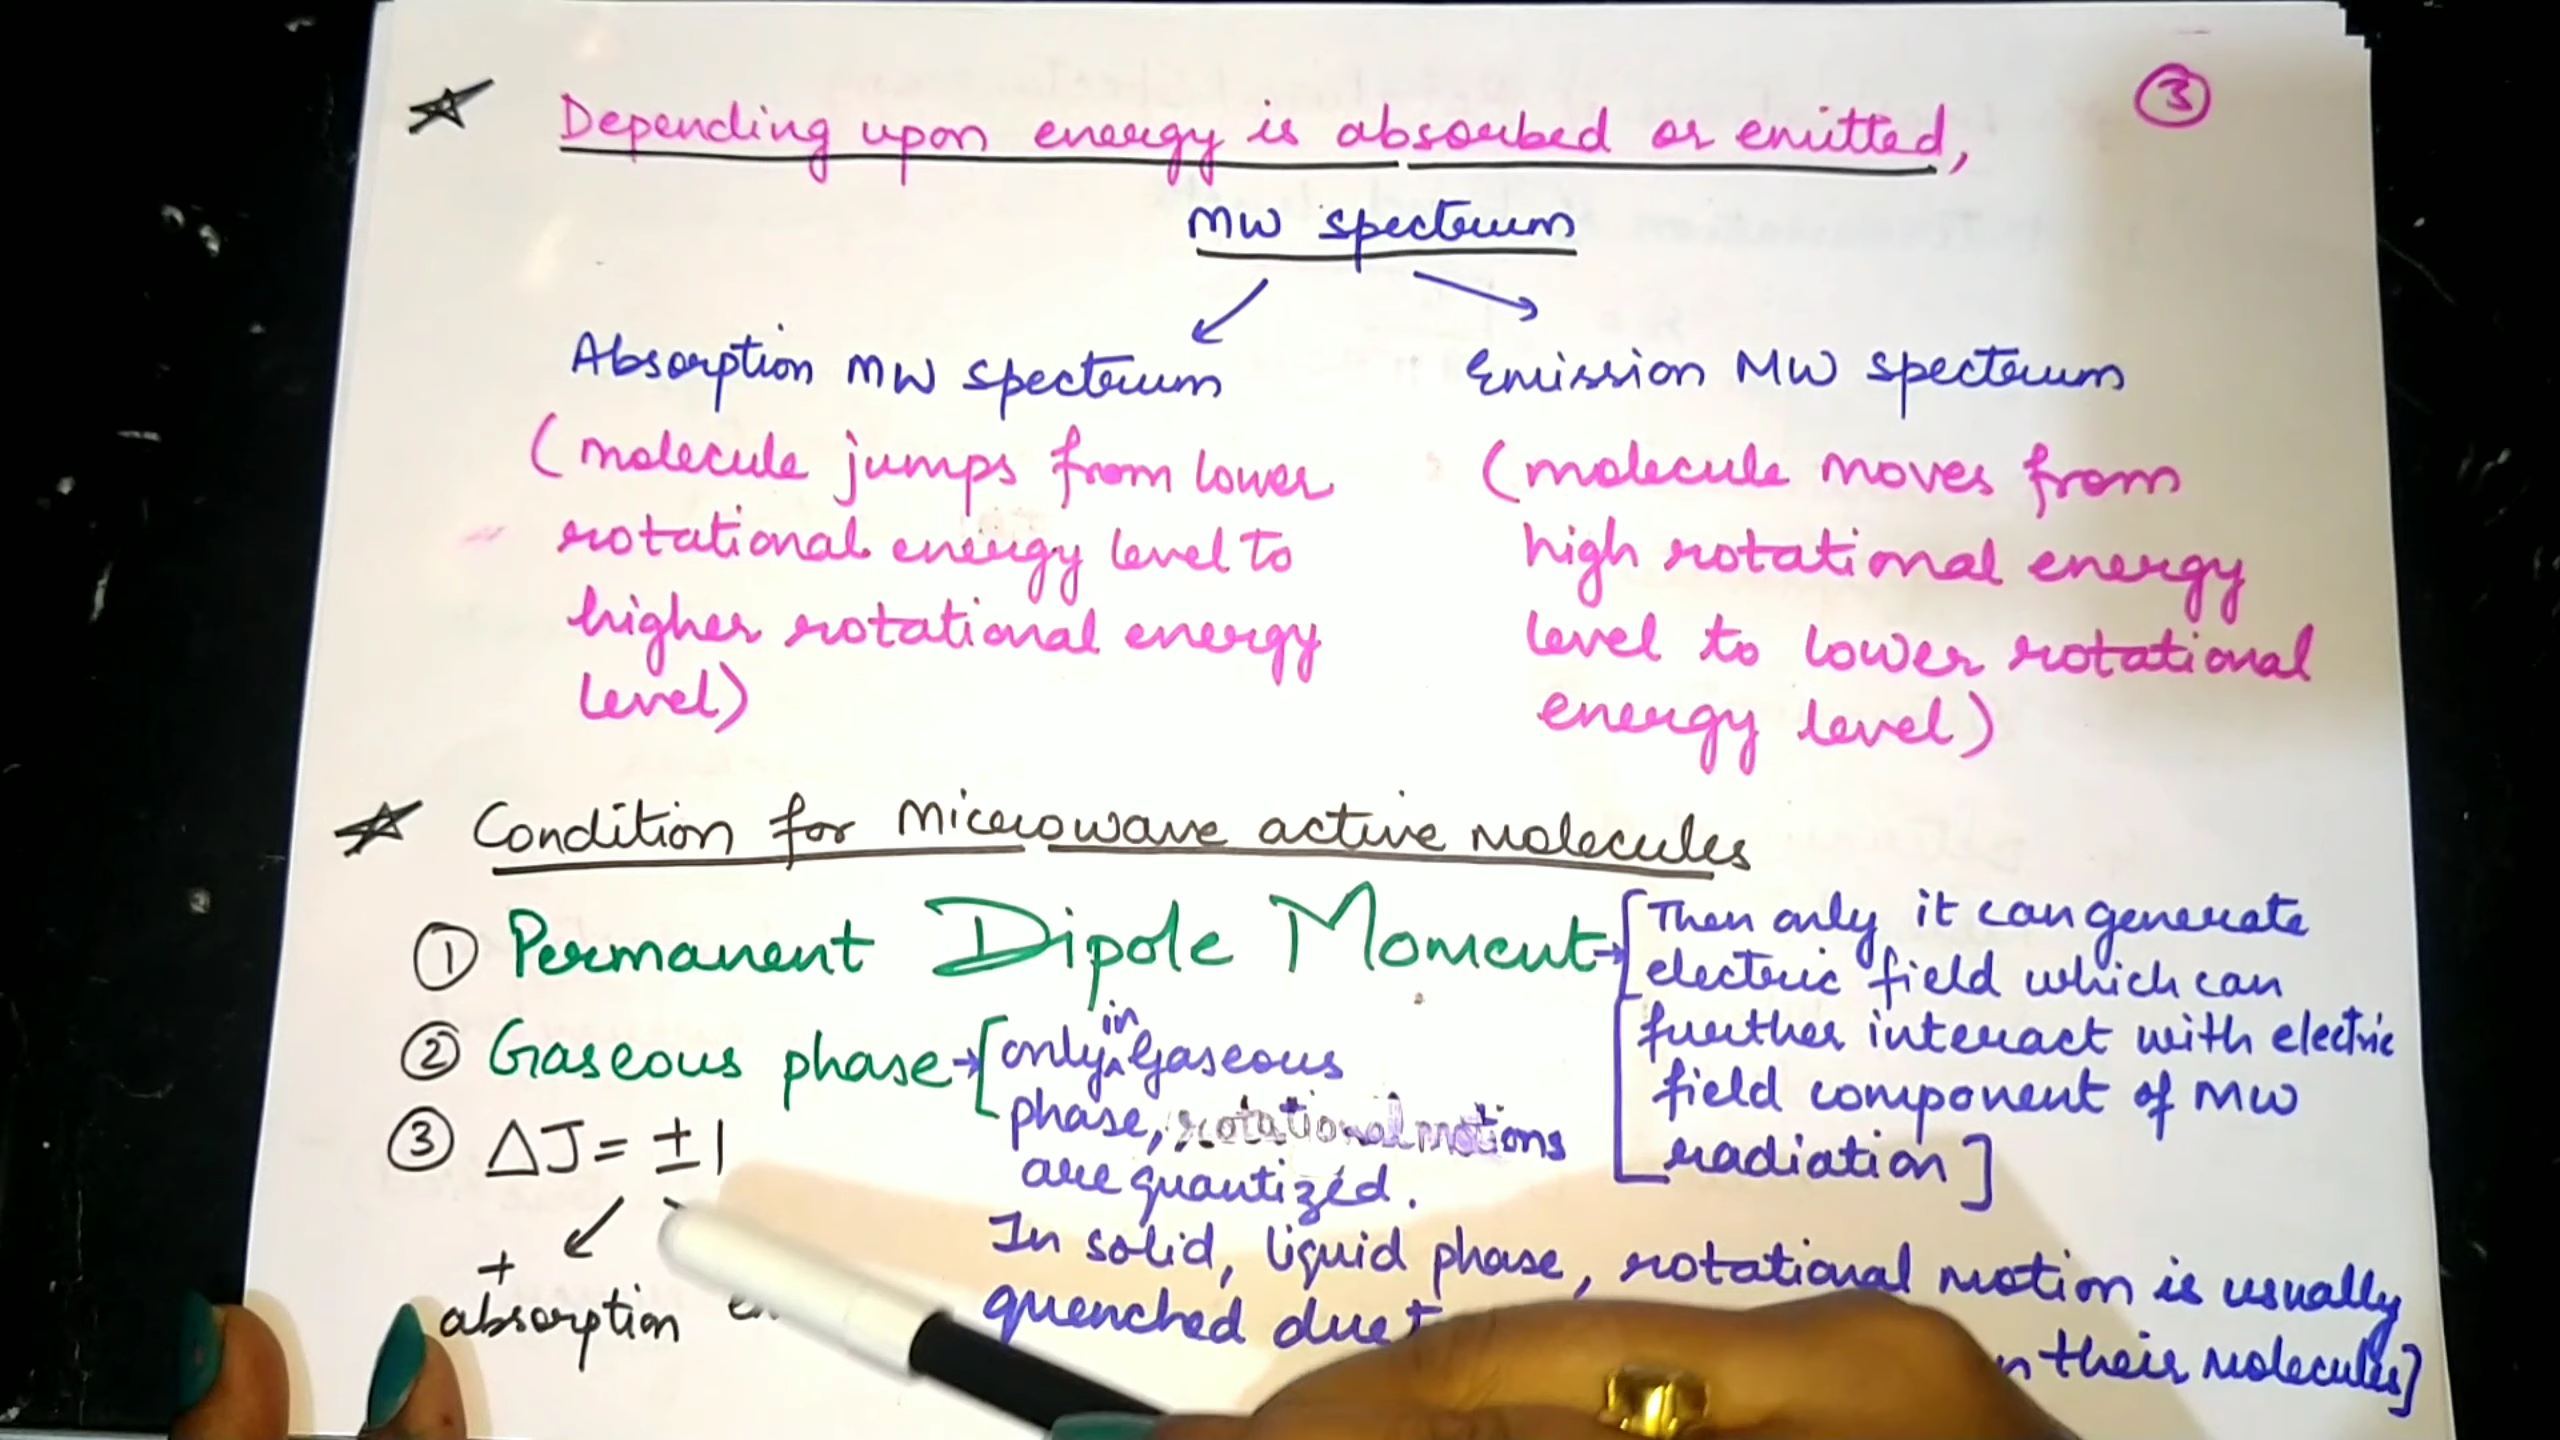 ③
Depending upon energy is absorbed or emitted,
MW spectrum
Absorption MW spectrum
(molecule jumps from lower
rotational energy level to
higher rotational energy
level)
Emission MW spectrum
(molecule moves from
high rotational energy
level to lower rotational
energy level)
Condition for Microwave active molecules
① Permanent Dipole Moment→
[Then only it can generate
electric field which can
further interact with electric
field component of MW
radiation]
② Gaseous phase→
[only in Gaseous
phase, rotational motions
are quantized.
In solid, liquid phase, rotational motion is usually
quenched due
their molecules]
③ ΔJ = ±1
+
absorption